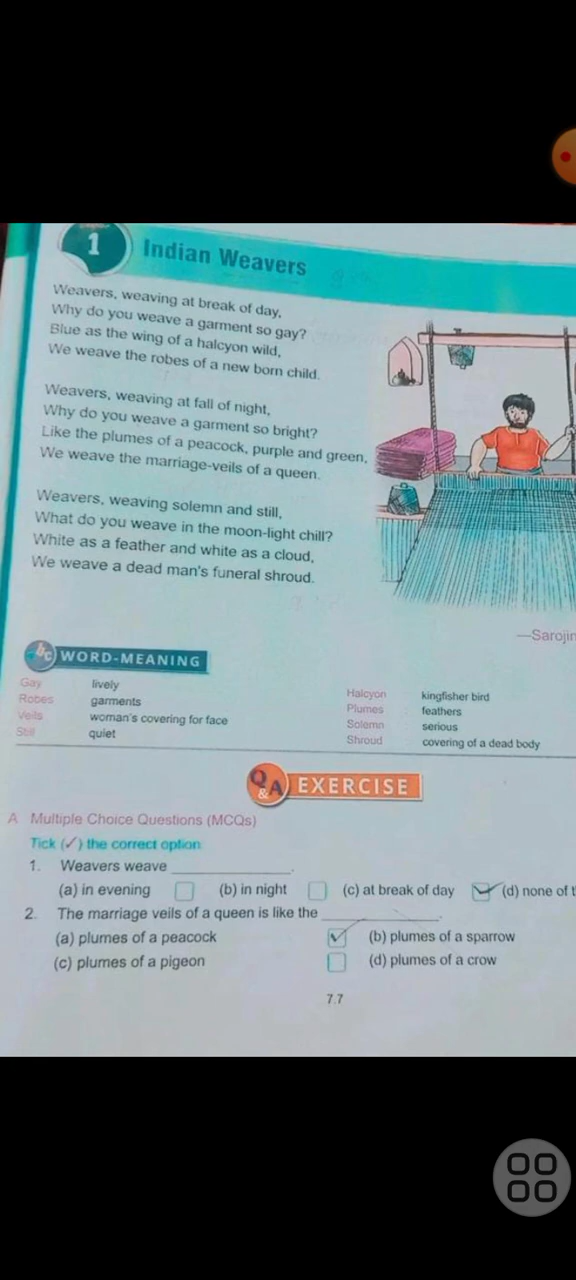 1
Indian Weavers
Weavers, weaving at break of day,
Why do you weave a garment so gay?
Blue as the wing of a halcyon wild,
We weave the robes of a new born child.
Weavers, weaving at fall of night,
Why do you weave a garment so bright?
Like the plumes of a peacock, purple and green,
We weave the marriage-veils of a queen.
Weavers, weaving solemn and still,
What do you weave in the moon-light chill?
White as a feather and white as a cloud,
We weave a dead man's funeral shroud.
—Sarojin
abc WORD-MEANING
Gay lively
Robes garments
Veils woman's covering for face
Still quiet
Halcyon kingfisher bird
Plumes feathers
Solemn serious
Shroud covering of a dead body
Q & A EXERCISE
A Multiple Choice Questions (MCQs)
Tick (✓) the correct option
1. Weavers weave ______________.
(a) in evening (b) in night (c) at break of day (d) none of t
2. The marriage veils of a queen is like the ______________.
(a) plumes of a peacock (b) plumes of a sparrow
(c) plumes of a pigeon (d) plumes of a crow
7.7